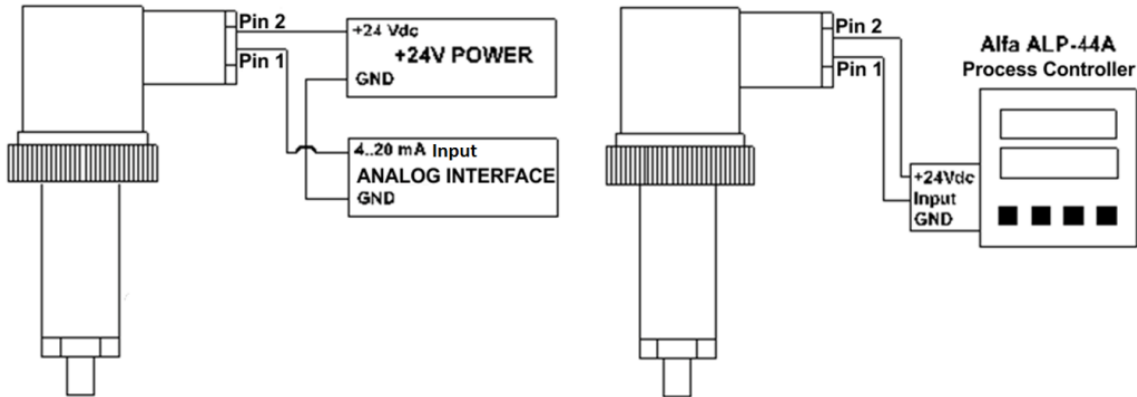 Pin 2
Pin 1
+24 Vdc
+24V POWER
GND
4..20 mA Input
ANALOG INTERFACE
GND
Pin 2
Pin 1
Alfa ALP-44A
Process Controller
+24Vdc
Input
GND